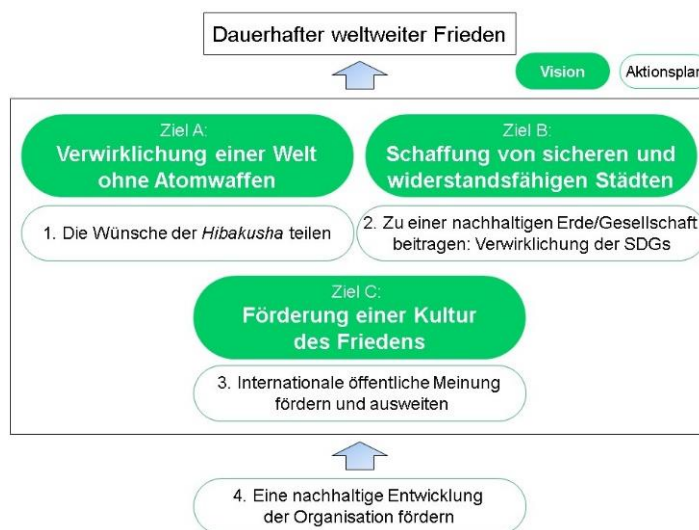 Dauerhafter weltweiter Frieden
Vision
Aktionsplan
Ziel A:
Verwirklichung einer Welt
ohne Atomwaffen
Ziel B:
Schaffung von sicheren und
widerstandsfähigen Städten
1. Die Wünsche der Hibakusha teilen
2. Zu einer nachhaltigen Erde/Gesellschaft
beitragen: Verwirklichung der SDGs
Ziel C:
Förderung einer Kultur
des Friedens
3. Internationale öffentliche Meinung
fördern und ausweiten
4. Eine nachhaltige Entwicklung
der Organisation fördern